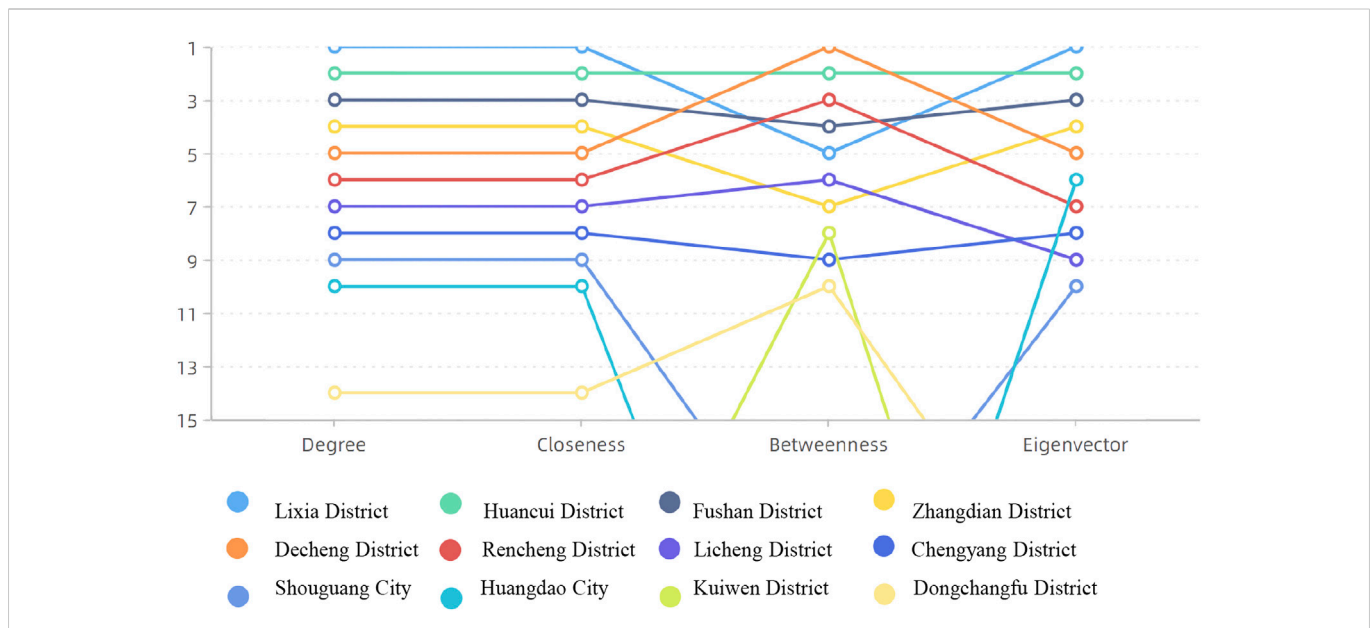 1
3
5
7
9
11
13
15
Degree Closeness Betweenness Eigenvector
Lixia District Huancui District Fushan District Zhangdian District
Decheng District Rencheng District Licheng District Chengyang District
Shouguang City Huangdao City Kuiwen District Dongchangfu District